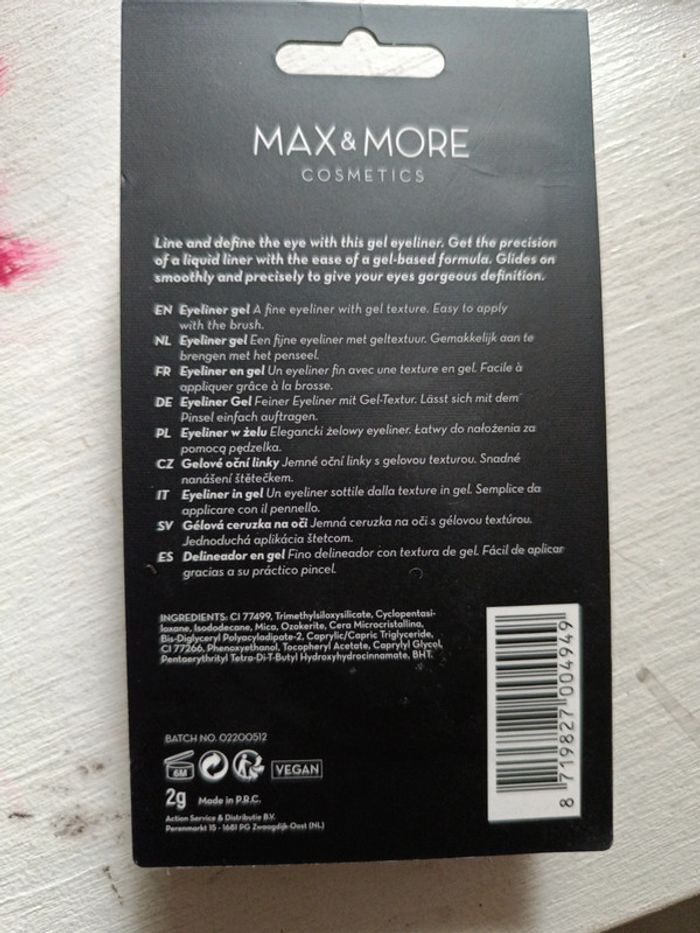 MAX & MORE
COSMETICS
Line and define the eye with this gel eyeliner. Get the precision
of a liquid liner with the ease of a gel-based formula. Glides on
smoothly and precisely to give your eyes gorgeous definition.
EN Eyeliner gel A fine eyeliner with gel texture. Easy to apply
with the brush.
NL Eyeliner gel Een fijne eyeliner met geltextuur. Gemakkelijk aan te
brengen met het penseel.
FR Eyeliner en gel Un eyeliner fin avec une texture en gel. Facile à
appliquer grâce à la brosse.
DE Eyeliner Gel Feiner Eyeliner mit Gel-Textur. Lässt sich mit dem
Pinsel einfach auftragen.
PL Eyeliner w żelu Elegancki żelowy eyeliner. Łatwy do nałożenia za
pomocą pędzelka.
CZ Gelové oční linky Jemné oční linky s gelovou texturou. Snadné
nanášení štětečkem.
IT Eyeliner in gel Un eyeliner sottile dalla texture in gel. Semplice da
applicare con il pennello.
SV Gélová ceruzka na oči Jemná ceruzka na oči s gélovou textúrou.
Jednoduchá aplikácia štetcom.
ES Delineador en gel Fino delineador con textura de gel. Fácil de aplicar
gracias a su práctico pincel.
INGREDIENTS: CI 77499, Trimethylsiloxysilicate, Cyclopentasi-
loxane, Isododecane, Mica, Ozokerite, Cera Microcristallina,
Bis-Diglyceryl Polyacyladipate-2, Caprylic/Capric Triglyceride,
CI 77266, Phenoxyethanol, Tocopheryl Acetate, Caprylyl Glycol,
Pentaerythrityl Tetra-Di-T-Butyl Hydroxyhydrocinnamate, BHT.
BATCH NO. 02200512
6M VEGAN
2g Made in P.R.C.
Action Service & Distributie B.V.
Perenmarkt 15 - 1681 PG Zwaagdijk-Oost (NL)
8 719827 004949